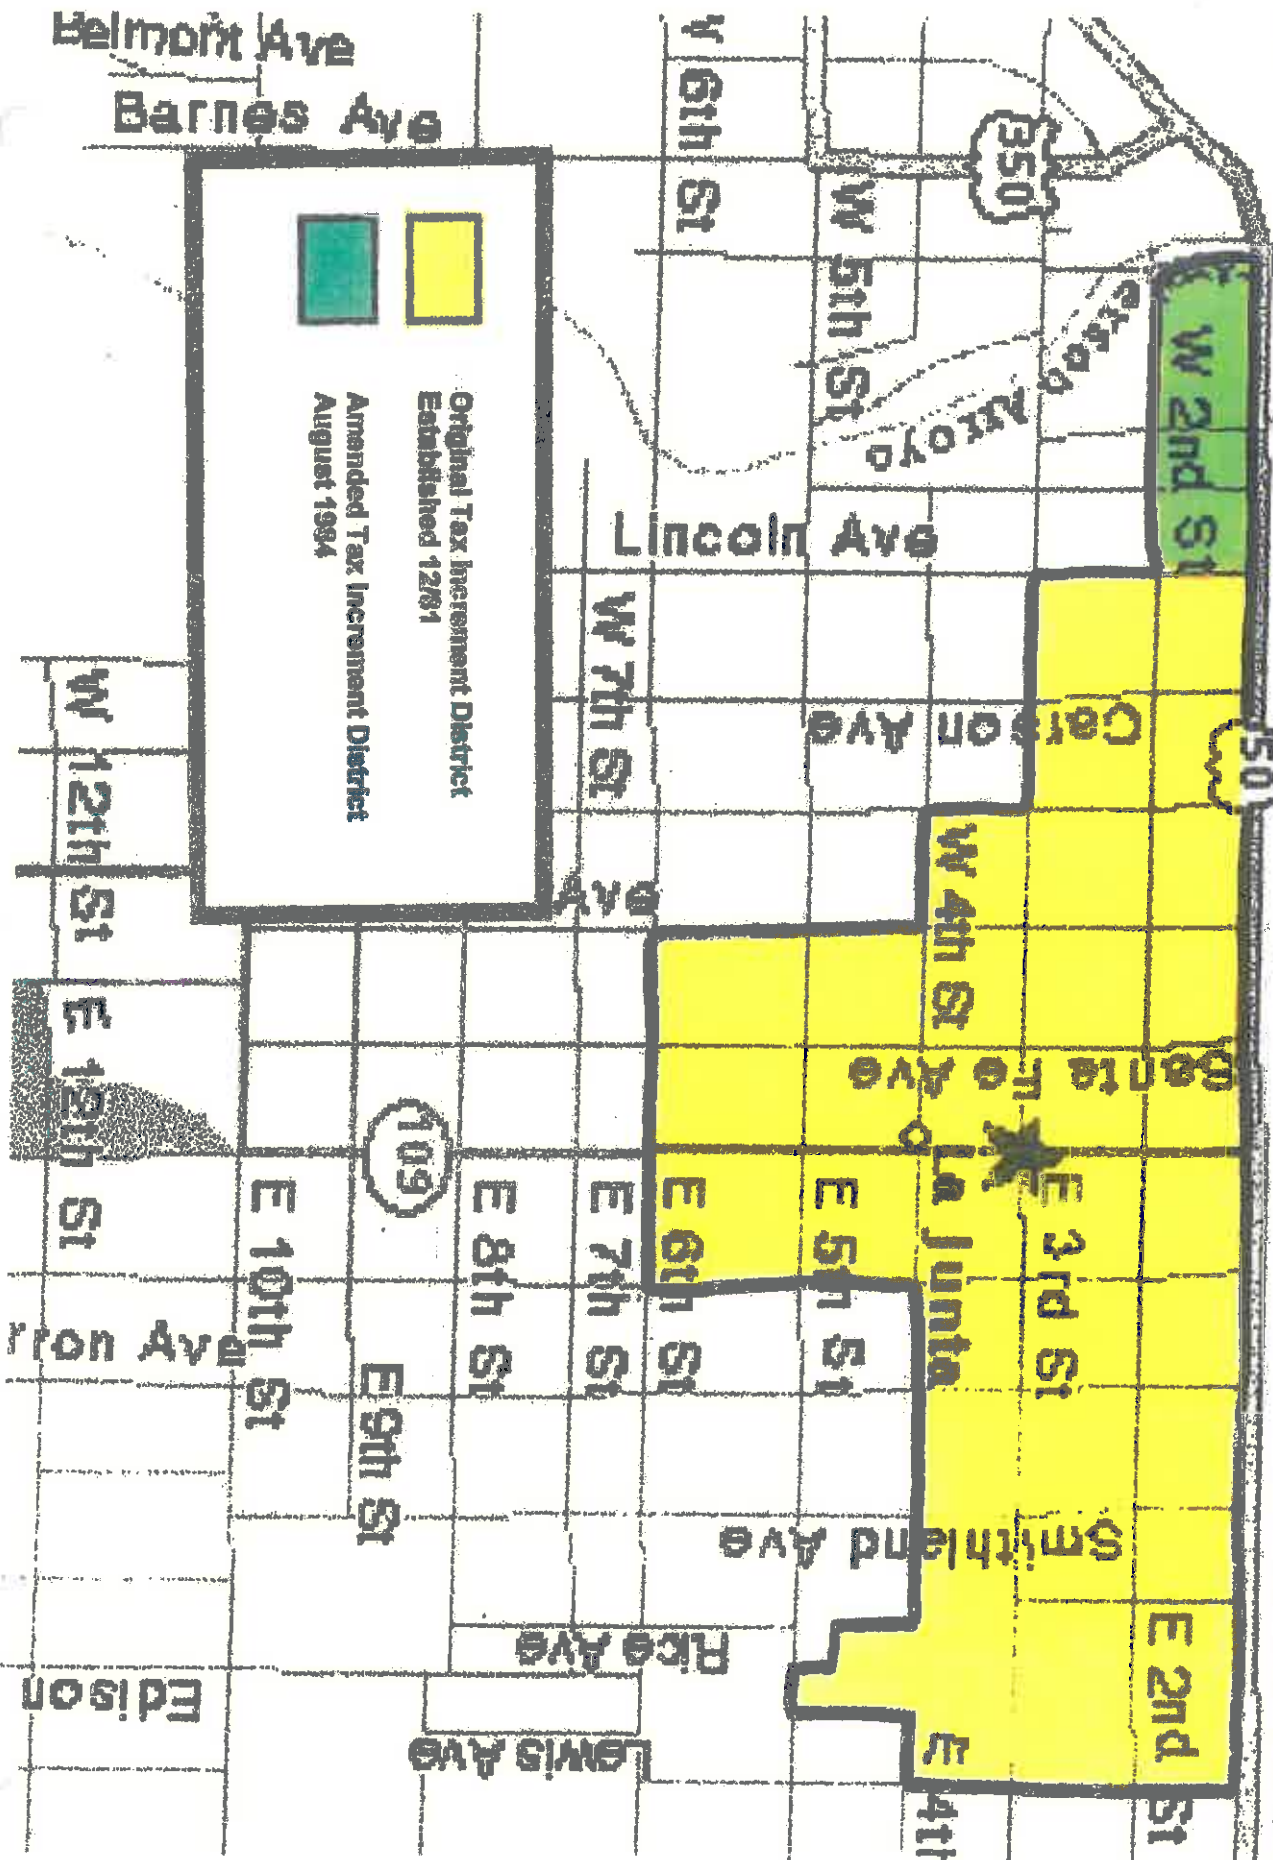 Belmont Ave
Barnes Ave
W 6th St
350
W 5th St
Arroyo
W 2nd St
Original Tax Increment District
Established 12/81
Amended Tax Increment District
August 1994
Lincoln Ave
W 7th St
Carson Ave
50
W 12th St
Ave
W 4th St
Santa Fe Ave
E 12th St
109
La Junta
E 3rd St
E 5th St
E 6th St
E 7th St
E 8th St
E 9th St
E 10th St
rron Ave
Smithland Ave
Rice Ave
Edison
Lewis Ave
E 2nd St
E 4th